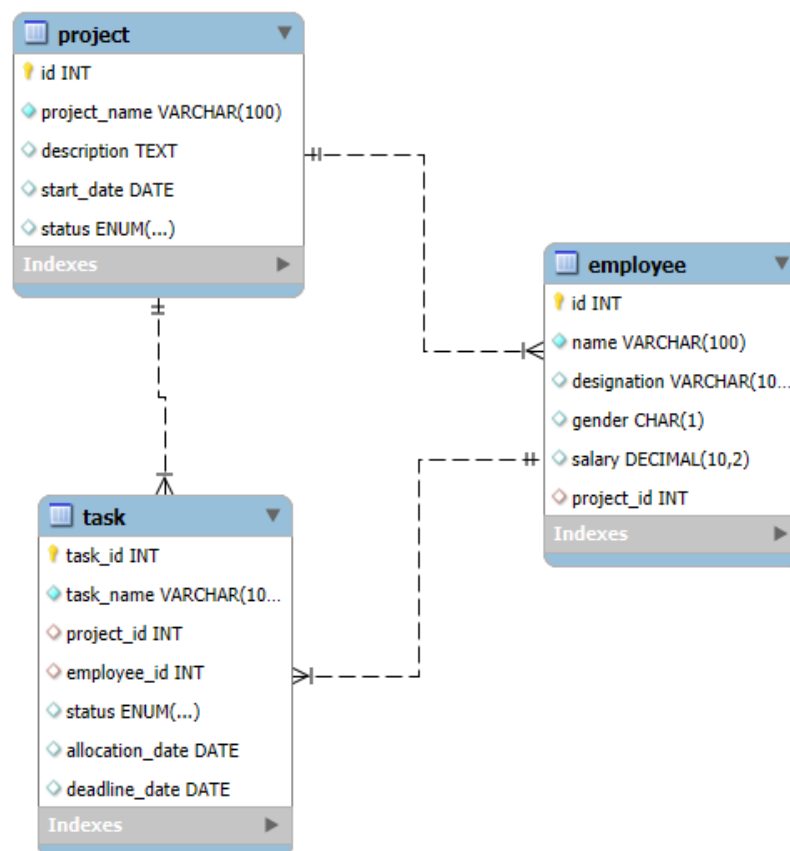 project
id INT
project_name VARCHAR(100)
description TEXT
start_date DATE
status ENUM(...)
Indexes
employee
id INT
name VARCHAR(100)
designation VARCHAR(10...
gender CHAR(1)
salary DECIMAL(10,2)
project_id INT
Indexes
task
task_id INT
task_name VARCHAR(10...
project_id INT
employee_id INT
status ENUM(...)
allocation_date DATE
deadline_date DATE
Indexes